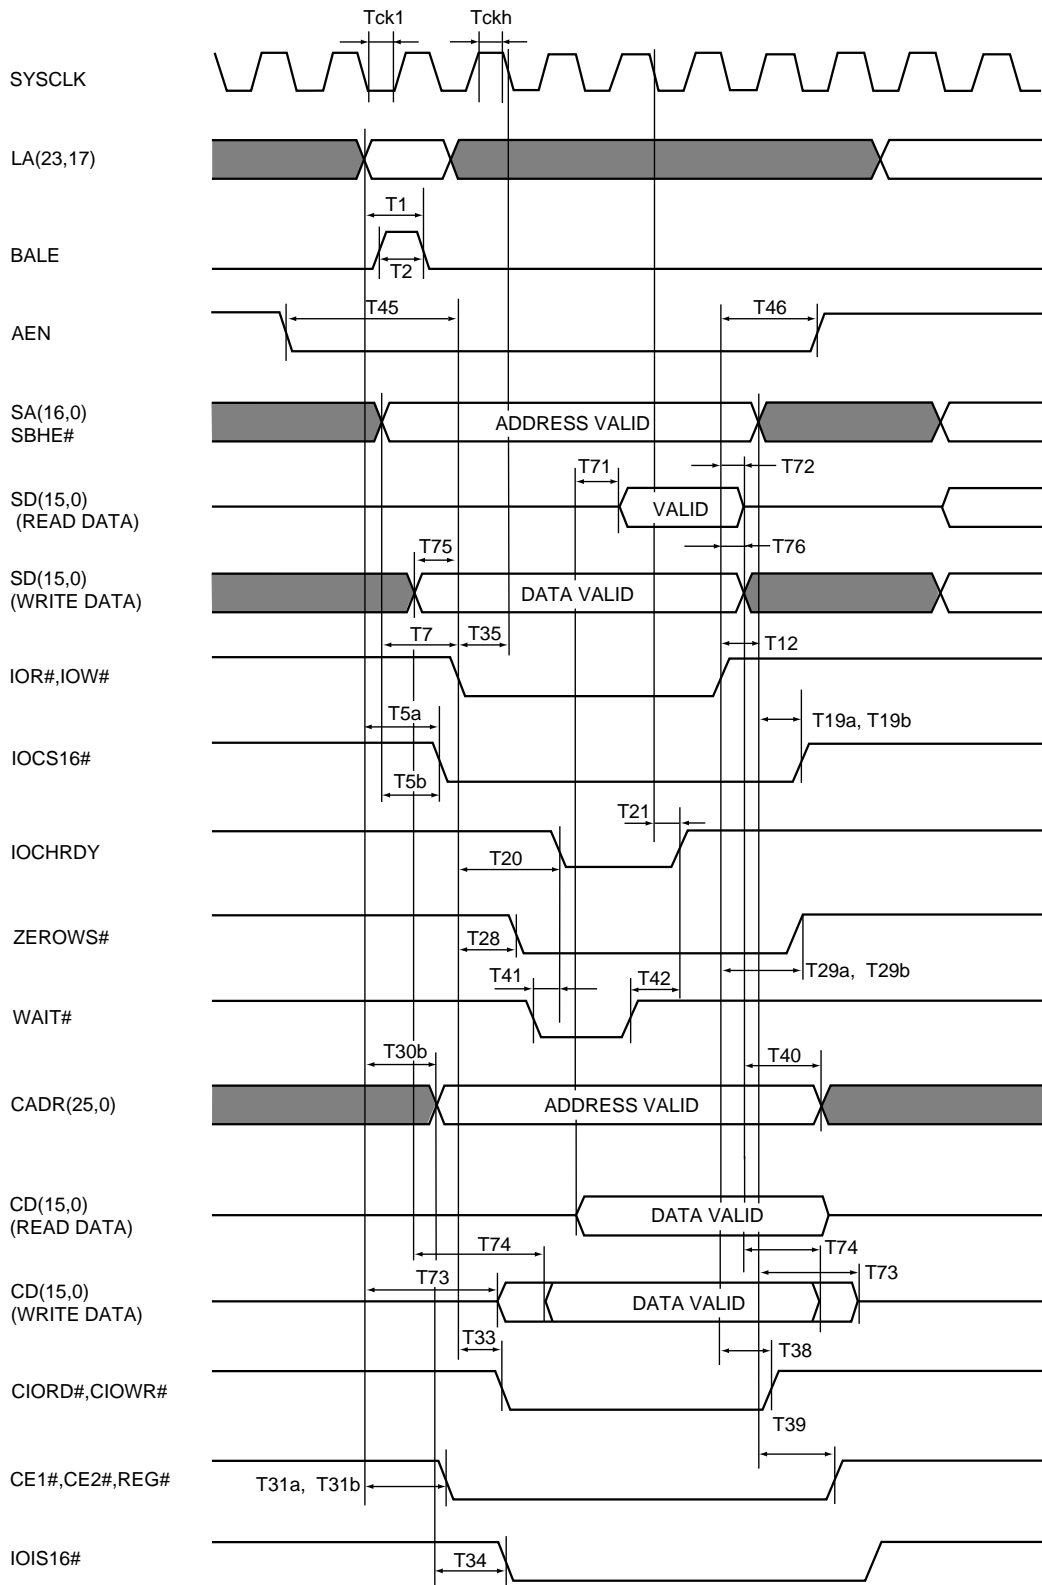 Tck1 Tckh
SYSCLK
LA(23,17)
T1
BALE
T2
T45 T46
AEN
SA(16,0)
SBHE#
ADDRESS VALID
T71 T72
SD(15,0)
(READ DATA)
VALID
T75 T76
SD(15,0)
(WRITE DATA)
DATA VALID
T7 T35 T12
IOR#,IOW#
T5a T19a, T19b
IOCS16#
T5b
T21
IOCHRDY
T20
ZEROWS#
T28
T29a, T29b
T41 T42
WAIT#
T30b T40
CADR(25,0)
ADDRESS VALID
CD(15,0)
(READ DATA)
DATA VALID
T74 T74
T73 T73
CD(15,0)
(WRITE DATA)
DATA VALID
T33 T38
CIORD#,CIOWR#
T39
CE1#,CE2#,REG#
T31a, T31b
IOIS16#
T34